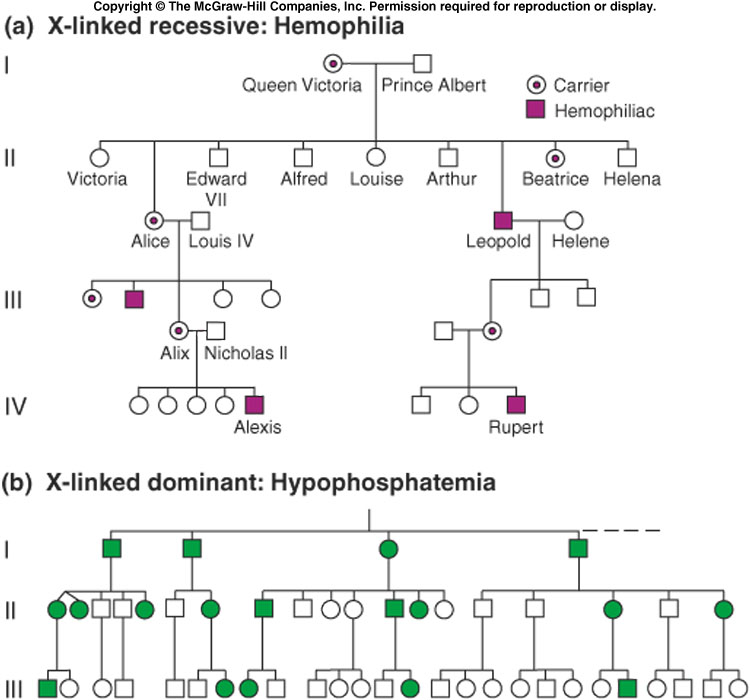 Copyright © The McGraw-Hill Companies, Inc. Permission required for reproduction or display.
(a) X-linked recessive: Hemophilia
I
Queen Victoria Prince Albert
Carrier
Hemophiliac
II
Victoria Edward VII Alfred Louise Arthur Beatrice Helena
Alice Louis IV Leopold Helene
III
Alix Nicholas II
IV
Alexis Rupert
(b) X-linked dominant: Hypophosphatemia
I
II
III